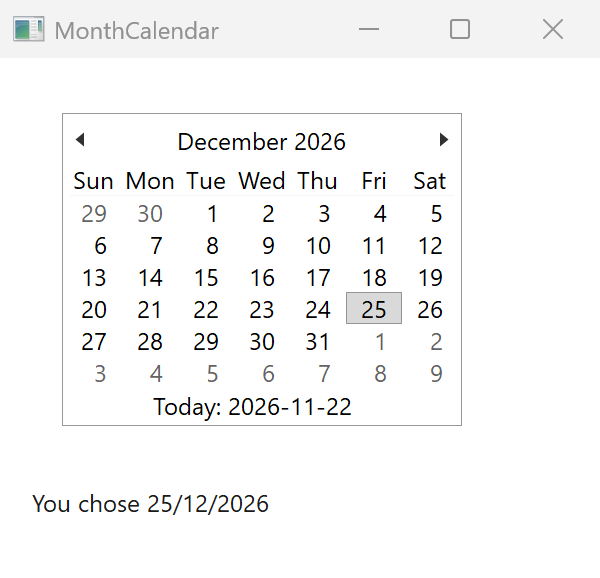 MonthCalendar
December 2026
Sun Mon Tue Wed Thu Fri Sat
29 30 1 2 3 4 5
6 7 8 9 10 11 12
13 14 15 16 17 18 19
20 21 22 23 24 25 26
27 28 29 30 31 1 2
3 4 5 6 7 8 9
Today: 2026-11-22
You chose 25/12/2026